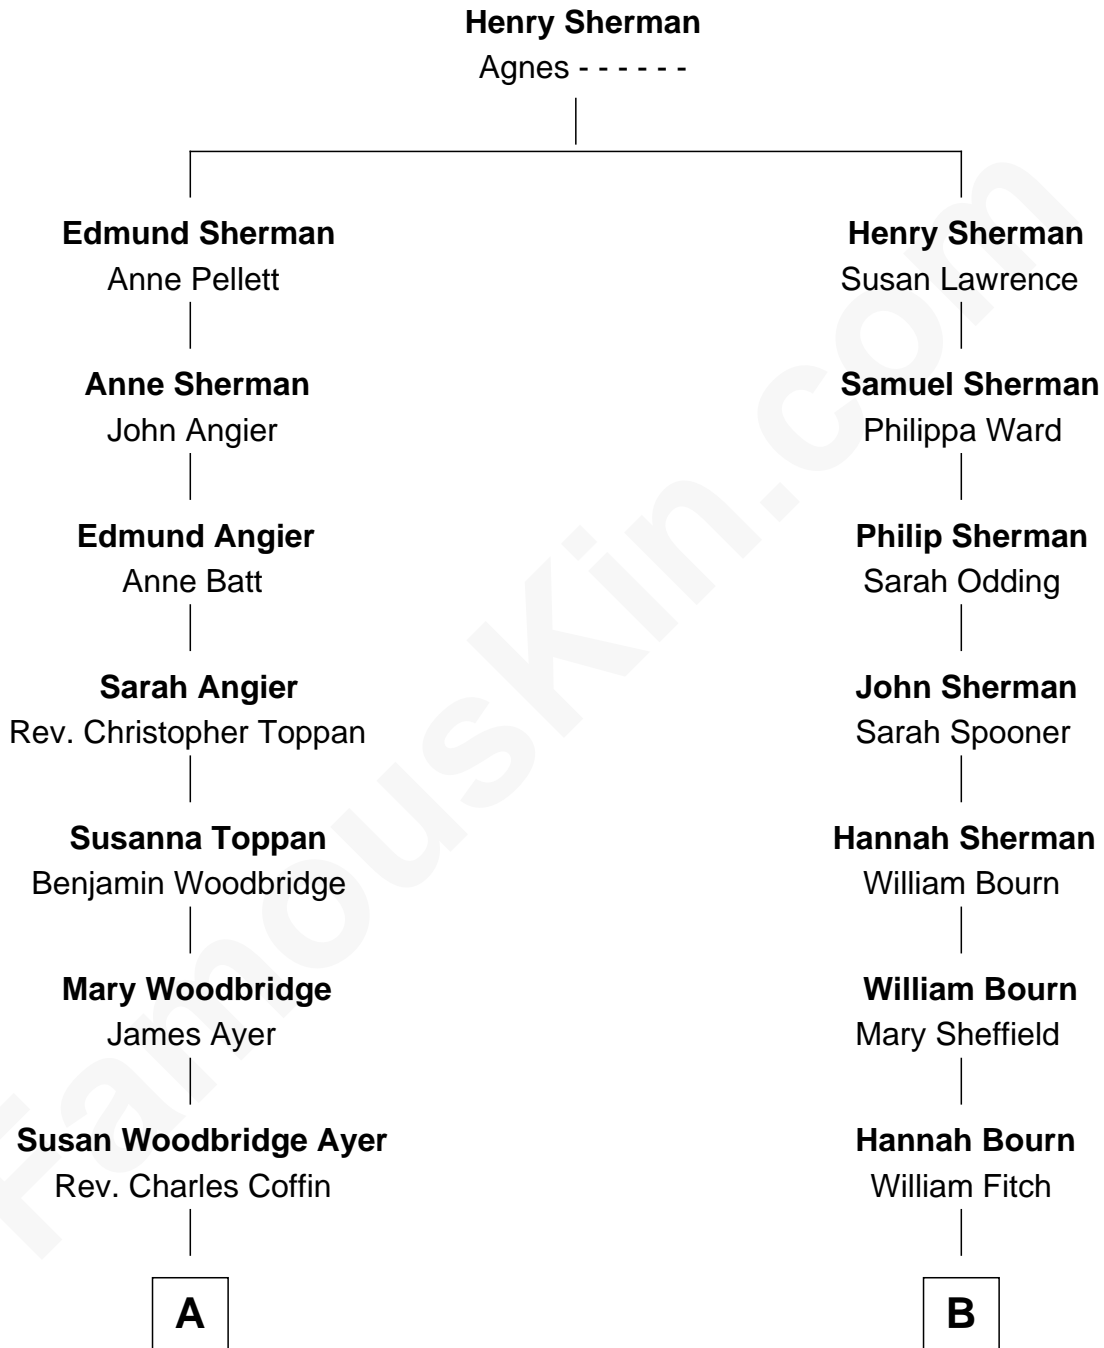 Henry Sherman
Agnes - - - - - -
Edmund Sherman
Anne Pellett
Henry Sherman
Susan Lawrence
Anne Sherman
John Angier
Samuel Sherman
Philippa Ward
Edmund Angier
Anne Batt
Philip Sherman
Sarah Odding
Sarah Angier
Rev. Christopher Toppan
John Sherman
Sarah Spooner
Susanna Toppan
Benjamin Woodbridge
Hannah Sherman
William Bourn
Mary Woodbridge
James Ayer
William Bourn
Mary Sheffield
Susan Woodbridge Ayer
Rev. Charles Coffin
Hannah Bourn
William Fitch
A
B
FamousKin.com